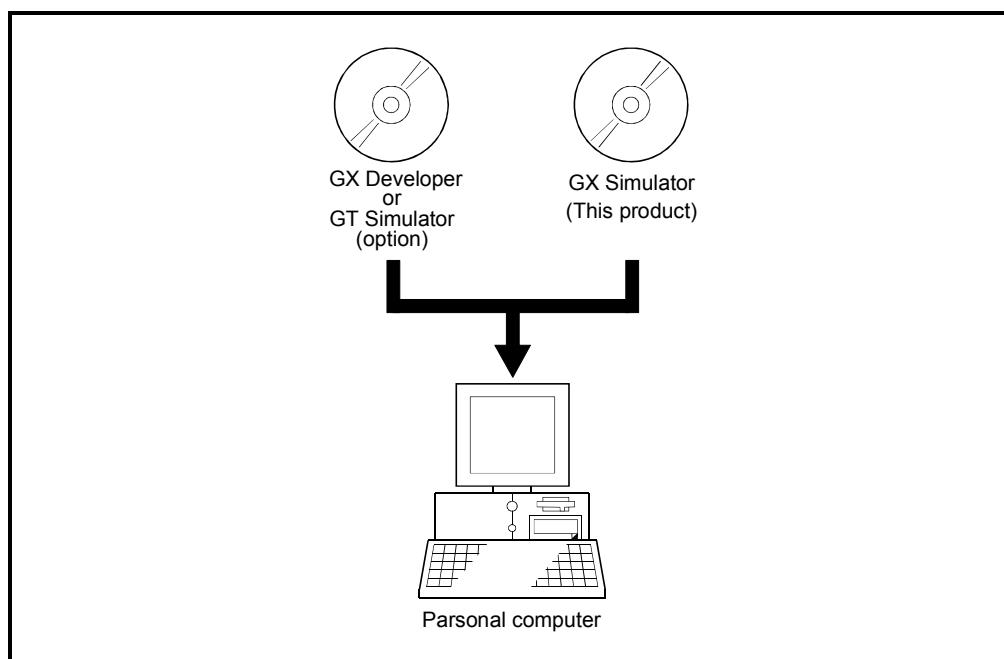 GX Developer
or
GT Simulator
(option)
GX Simulator
(This product)
Parsonal computer